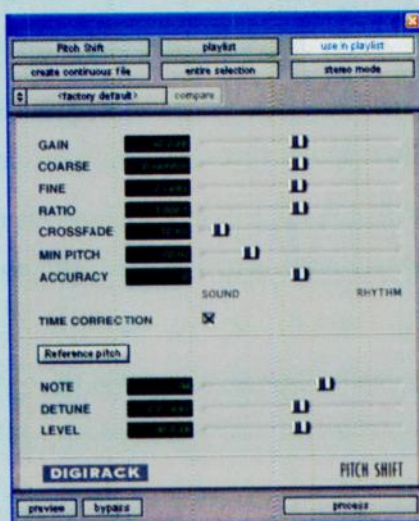 Pitch Shift playlist use in playlist
create continuous file entire selection stereo mode
<factory default> compare
GAIN
COARSE
FINE
RATIO
CROSSFADE
MIN PITCH
ACCURACY
SOUND RHYTHM
TIME CORRECTION
Reference pitch
NOTE
DETUNE
LEVEL
DIGIRACK PITCH SHIFT
preview bypass process